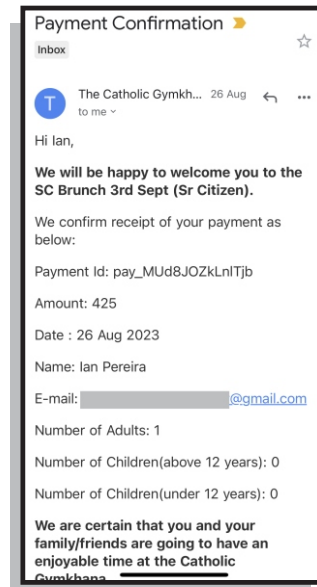 Payment Confirmation
Inbox
T
The Catholic Gymkh... 26 Aug
to me
Hi Ian,
We will be happy to welcome you to the
SC Brunch 3rd Sept (Sr Citizen).
We confirm receipt of your payment as
below:
Payment Id: pay_MUd8JOZkLnITjb
Amount: 425
Date : 26 Aug 2023
Name: Ian Pereira
E-mail: @gmail.com
Number of Adults: 1
Number of Children(above 12 years): 0
Number of Children(under 12 years): 0
We are certain that you and your
family/friends are going to have an
enjoyable time at the Catholic
Gymkhana